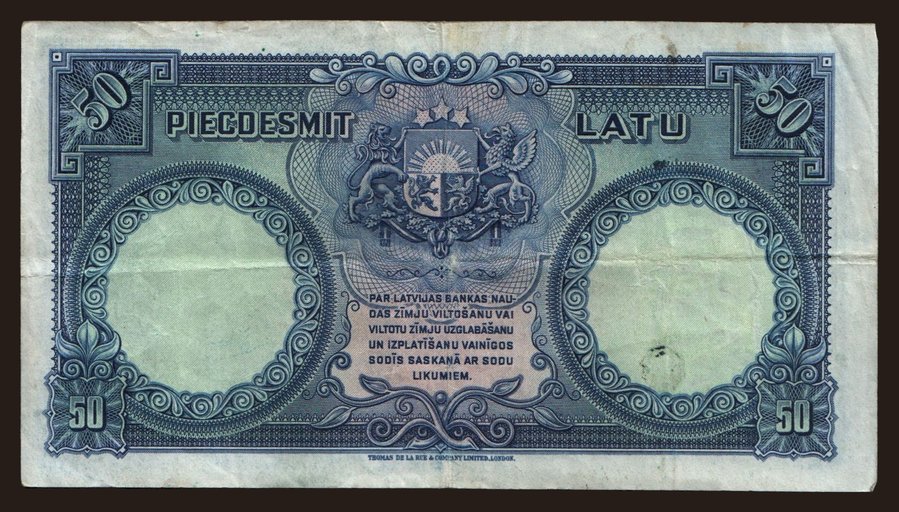 50
50
PIECDESMIT LATU
PAR LATVIJAS BANKAS NAU-
DAS ZĪMJU VILTOŠANU VAI
VILTOTU ZĪMJU UZGLABĀŠANU
UN IZPLATĪŠANU VAINĪGOS
SODĪS SASKAŅĀ AR SODU
LIKUMIEM.
50
50
THOMAS DE LA RUE & COMPANY LIMITED, LONDON.